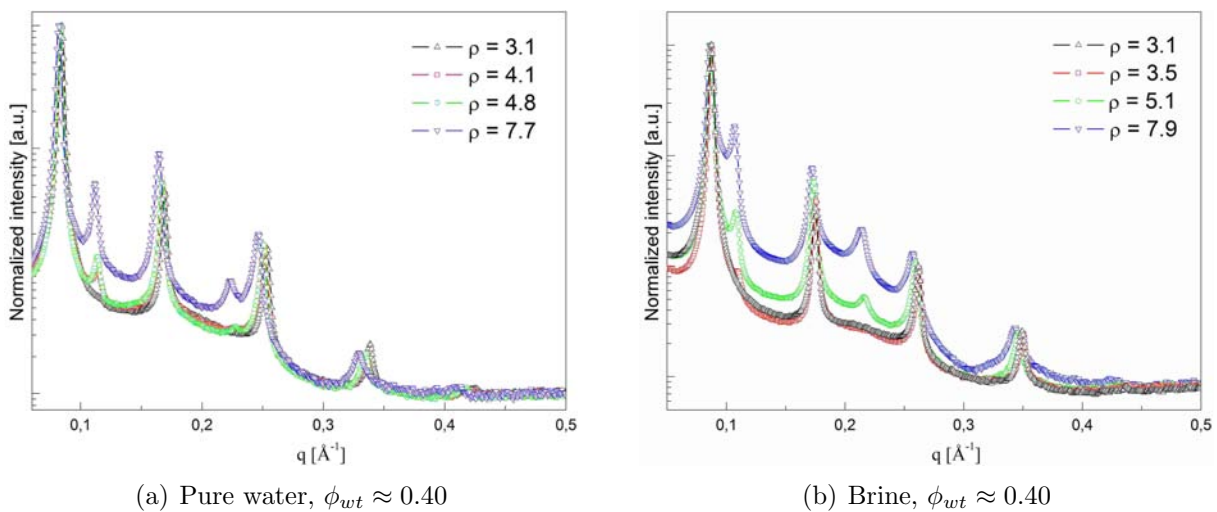 Normalized intensity [a.u.]
ρ = 3.1
ρ = 4.1
ρ = 4.8
ρ = 7.7
0,1 0,2 0,3 0,4 0,5
q [Å⁻¹]
(a) Pure water, ϕwt ≈ 0.40
Normalized intensity [a.u.]
ρ = 3.1
ρ = 3.5
ρ = 5.1
ρ = 7.9
0,1 0,2 0,3 0,4 0,5
q [Å⁻¹]
(b) Brine, ϕwt ≈ 0.40